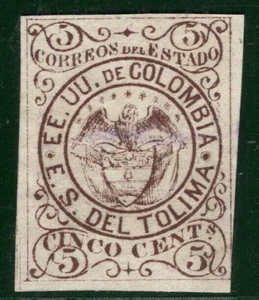 5 5
CORREOS DEL ESTADO
EE. UU. DE COLOMBIA
E. S. DEL TOLIMA
CINCO CENTS
5 5